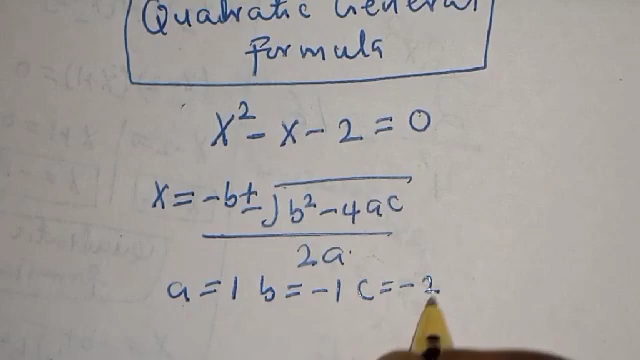 Quadratic General
Formula
x² - x - 2 = 0
x = -b ± √b² - 4ac
2a
a = 1 b = -1 c = -2